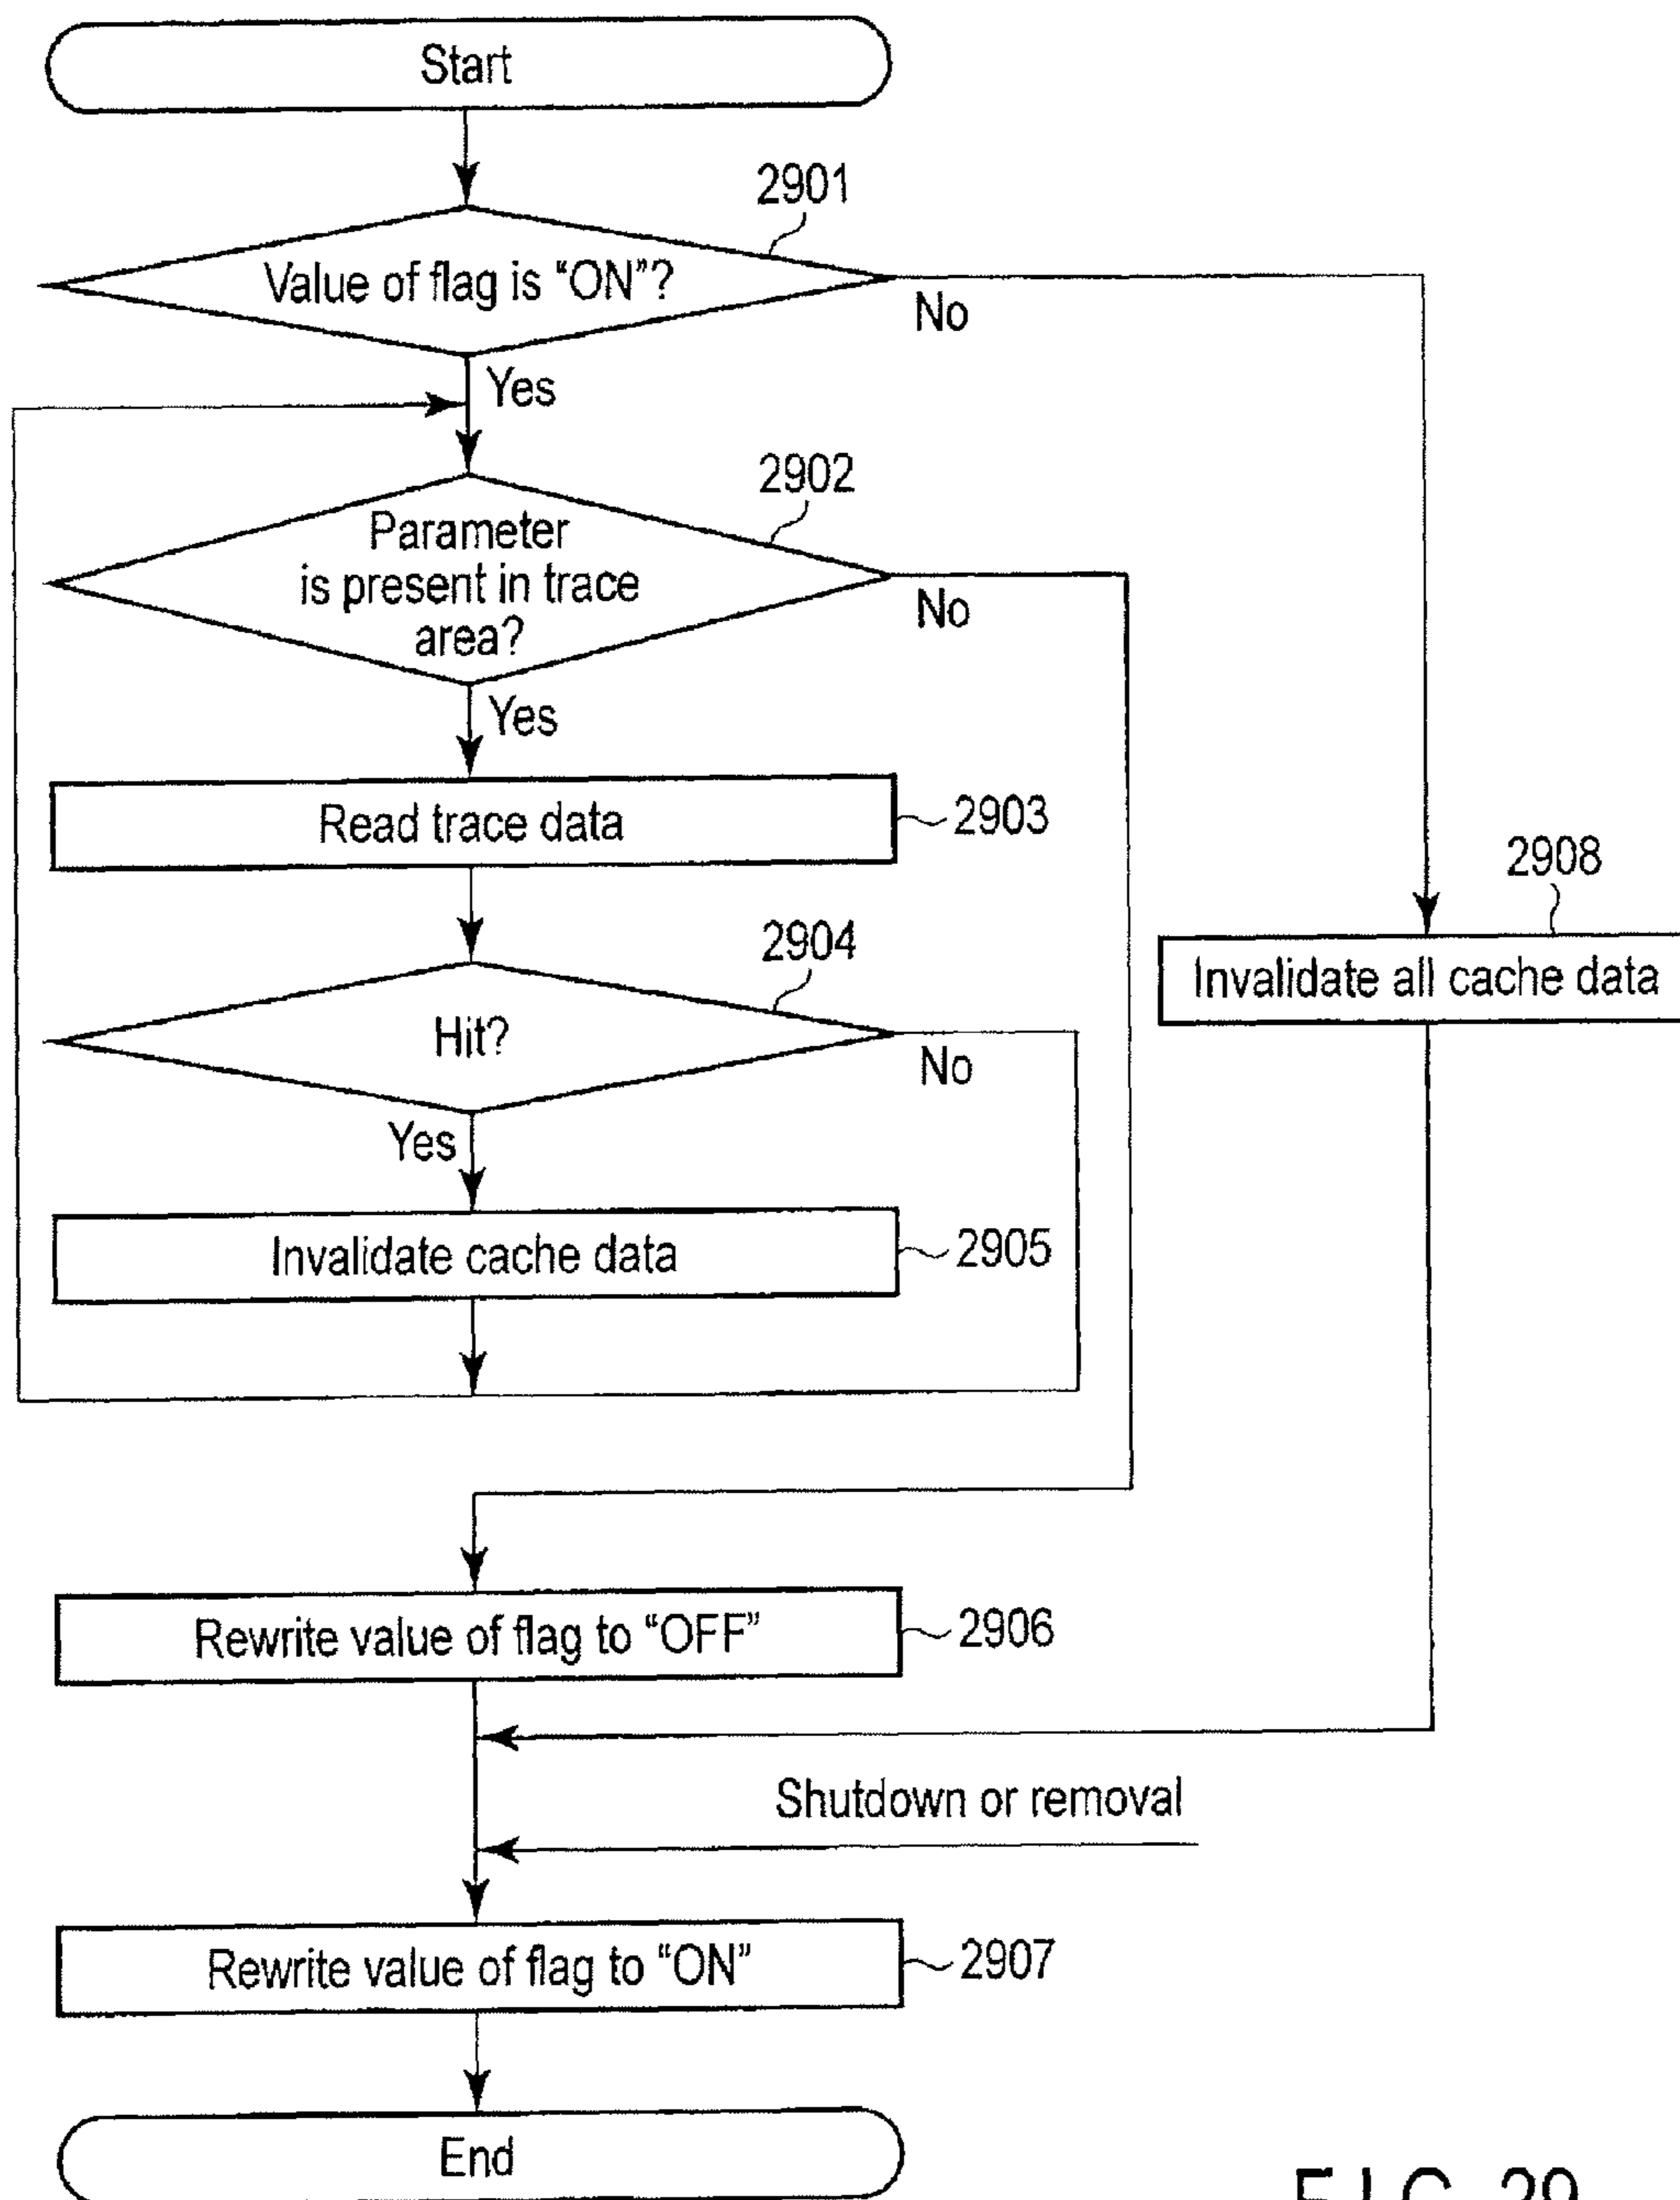 Start
2901
Value of flag is “ON”?
No
Yes
2902
Parameter
is present in trace
area?
No
Yes
Read trace data
2903
2908
Invalidate all cache data
2904
Hit?
No
Yes
Invalidate cache data
2905
Rewrite value of flag to “OFF”
2906
Shutdown or removal
Rewrite value of flag to “ON”
2907
End
FIG. 29